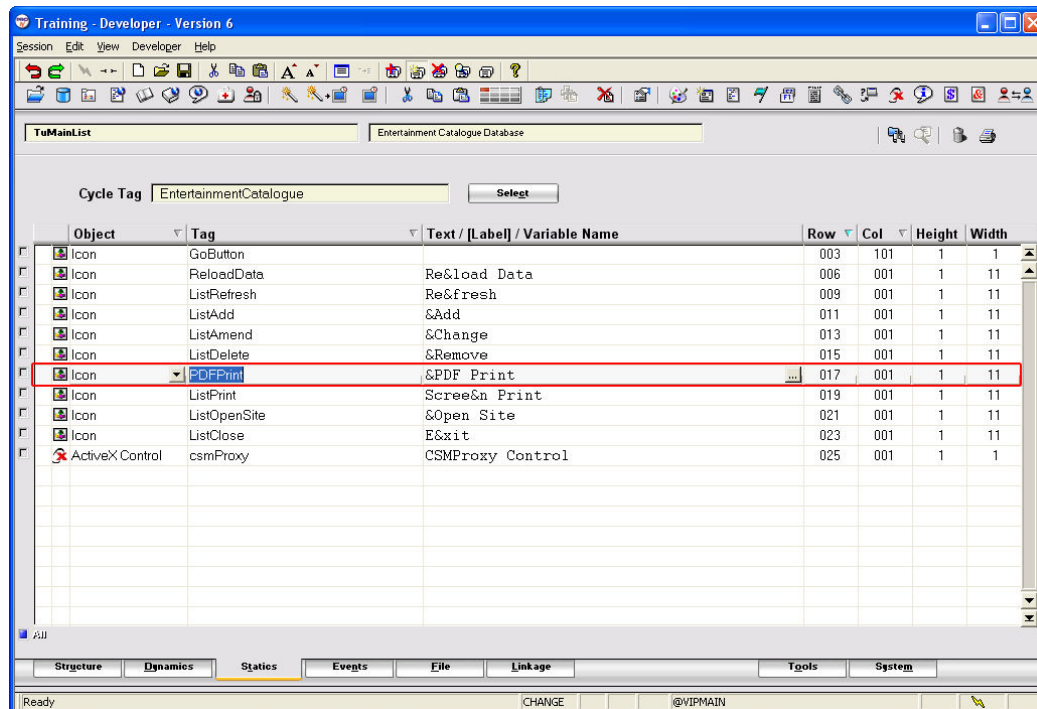 Training - Developer - Version 6
Session Edit View Developer Help
TuMainList Entertainment Catalogue Database
Cycle Tag EntertainmentCatalogue Select
Object Tag Text / [Label] / Variable Name Row Col Height Width
Icon GoButton 003 101 1 1
Icon ReloadData Re&load Data 006 001 1 11
Icon ListRefresh Re&fresh 009 001 1 11
Icon ListAdd &Add 011 001 1 11
Icon ListAmend &Change 013 001 1 11
Icon ListDelete &Remove 015 001 1 11
Icon PDFPrint &PDF Print ... 017 001 1 11
Icon ListPrint Scree&n Print 019 001 1 11
Icon ListOpenSite &Open Site 021 001 1 11
Icon ListClose E&xit 023 001 1 11
ActiveX Control csmProxy CSMProxy Control 025 001 1 1
All
Structure Dynamics Statics Events File Linkage Tools System
Ready CHANGE @VIPMAIN